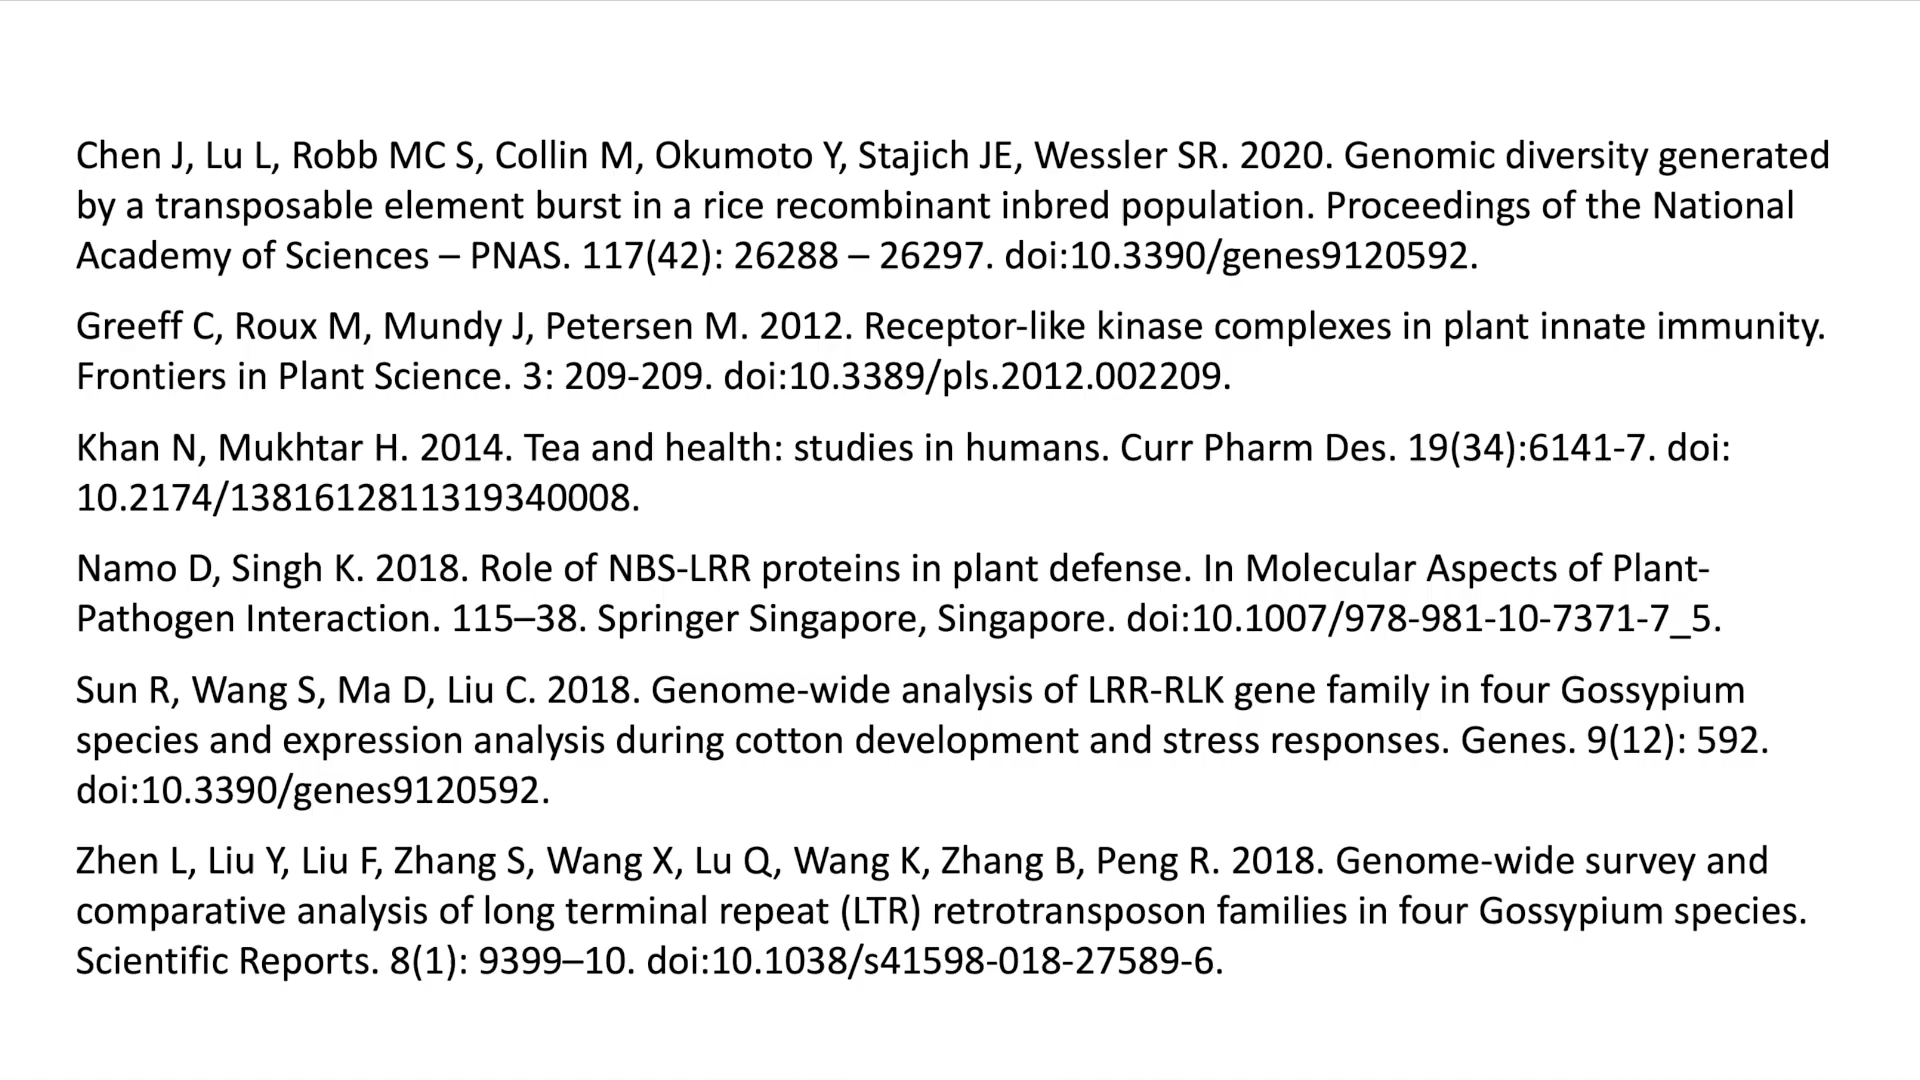 Chen J, Lu L, Robb MC S, Collin M, Okumoto Y, Stajich JE, Wessler SR. 2020. Genomic diversity generated
by a transposable element burst in a rice recombinant inbred population. Proceedings of the National
Academy of Sciences – PNAS. 117(42): 26288 – 26297. doi:10.3390/genes9120592.
Greeff C, Roux M, Mundy J, Petersen M. 2012. Receptor-like kinase complexes in plant innate immunity.
Frontiers in Plant Science. 3: 209-209. doi:10.3389/pls.2012.002209.
Khan N, Mukhtar H. 2014. Tea and health: studies in humans. Curr Pharm Des. 19(34):6141-7. doi:
10.2174/1381612811319340008.
Namo D, Singh K. 2018. Role of NBS-LRR proteins in plant defense. In Molecular Aspects of Plant-
Pathogen Interaction. 115–38. Springer Singapore, Singapore. doi:10.1007/978-981-10-7371-7_5.
Sun R, Wang S, Ma D, Liu C. 2018. Genome-wide analysis of LRR-RLK gene family in four Gossypium
species and expression analysis during cotton development and stress responses. Genes. 9(12): 592.
doi:10.3390/genes9120592.
Zhen L, Liu Y, Liu F, Zhang S, Wang X, Lu Q, Wang K, Zhang B, Peng R. 2018. Genome-wide survey and
comparative analysis of long terminal repeat (LTR) retrotransposon families in four Gossypium species.
Scientific Reports. 8(1): 9399–10. doi:10.1038/s41598-018-27589-6.